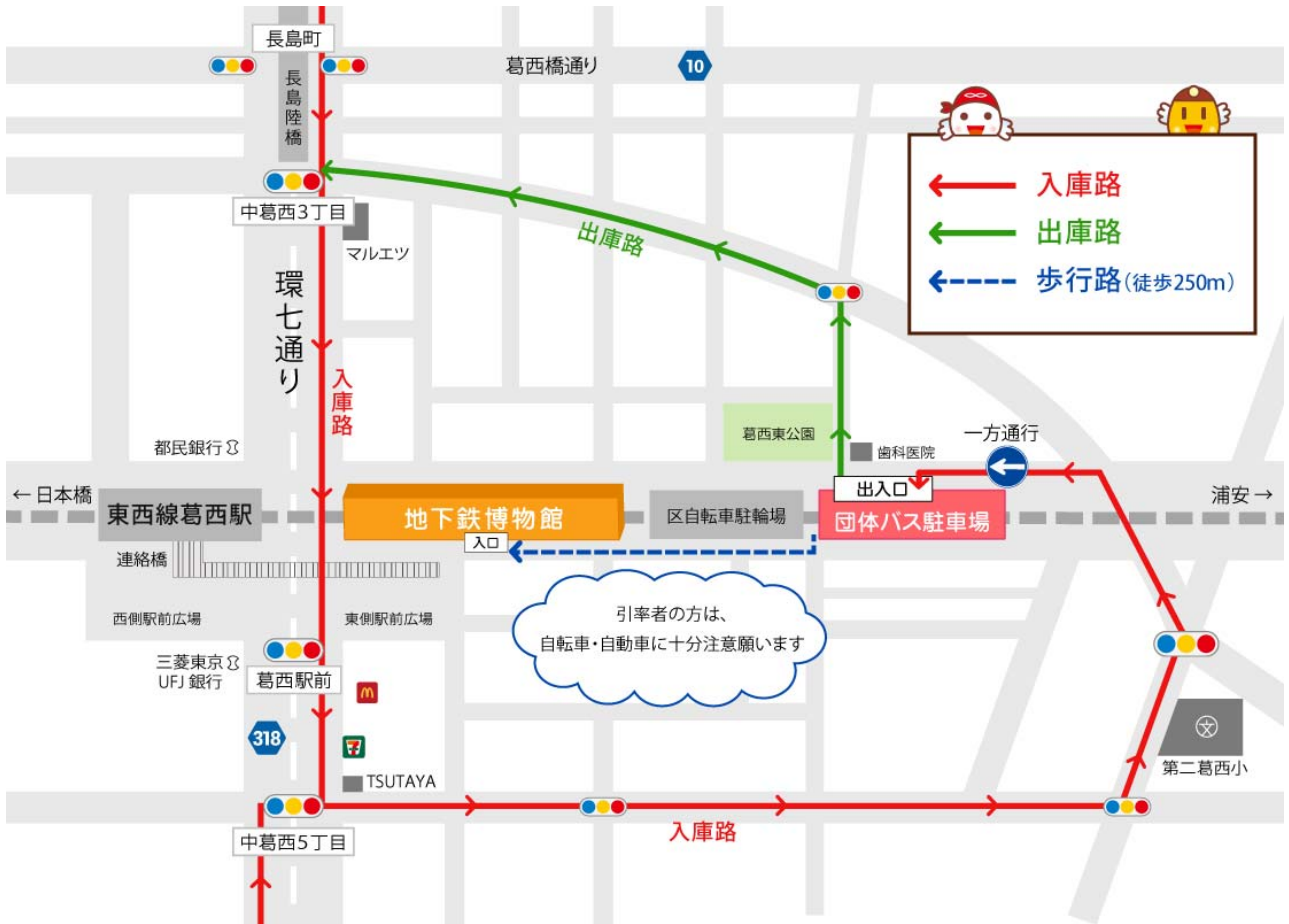 長島町
長島陸橋
葛西橋通り
10
入庫路
出庫路
歩行路(徒歩250m)
中葛西3丁目
マルエツ
出庫路
環七通り
入庫路
都民銀行
葛西東公園
歯科医院
一方通行
←日本橋
東西線葛西駅
地下鉄博物館
入口
区自転車駐輪場
出入口
団体バス駐車場
浦安→
連絡橋
西側駅前広場
東側駅前広場
引率者の方は、
自転車・自動車に十分注意願います
三菱東京
UFJ 銀行
葛西駅前
318
7
TSUTAYA
文
第二葛西小
中葛西5丁目
入庫路